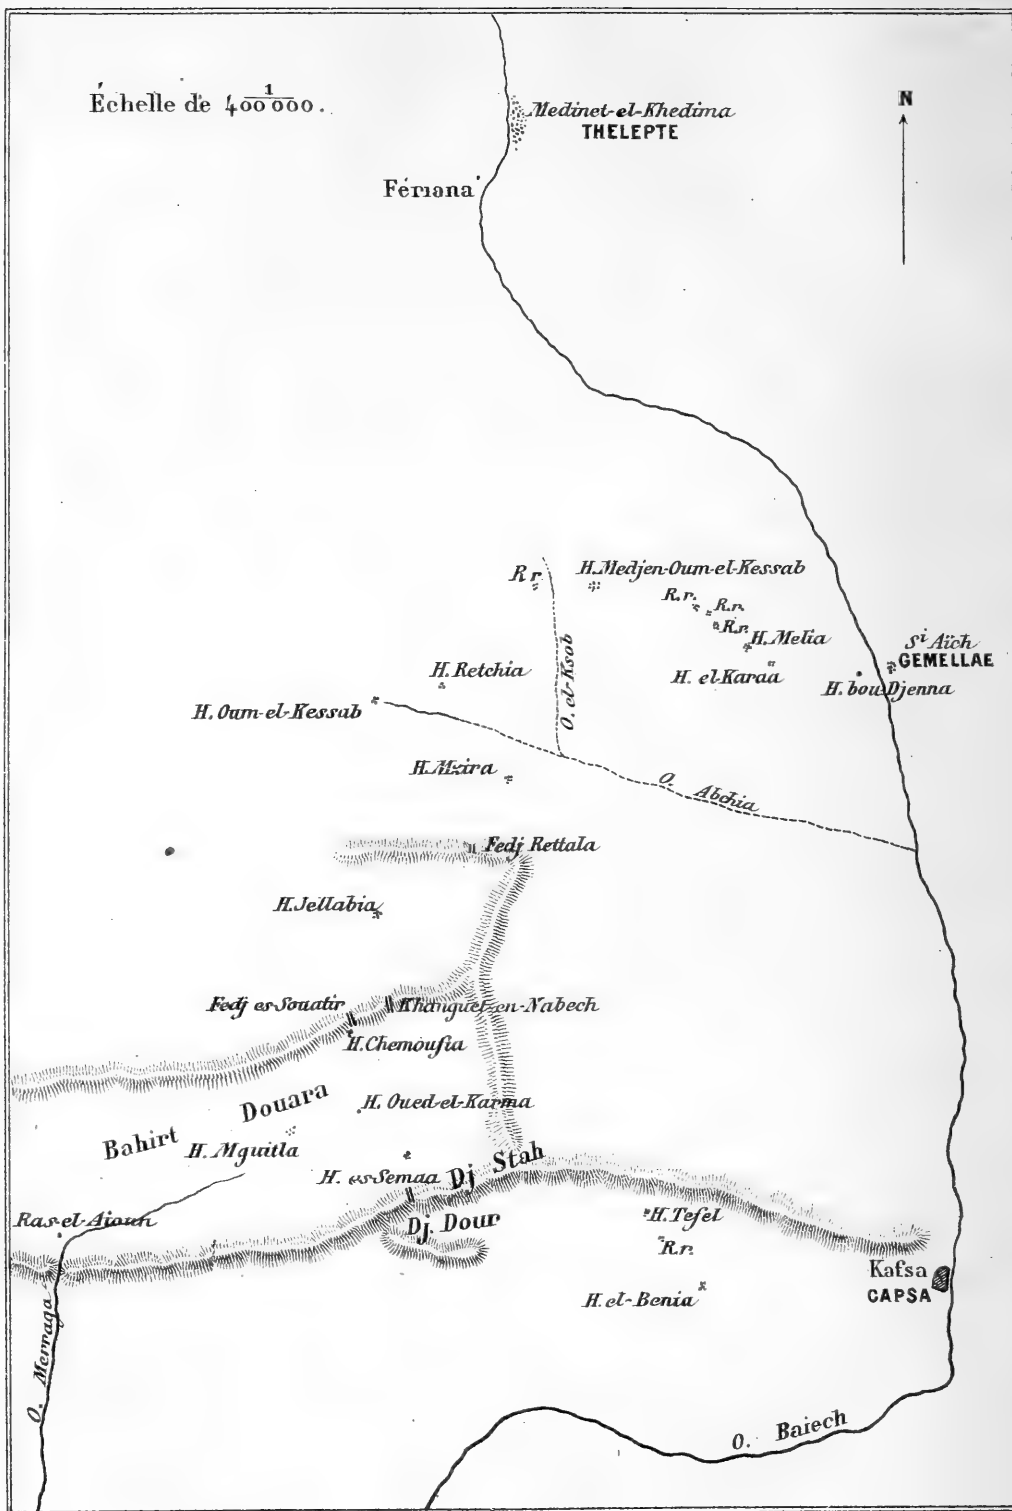 Échelle de 1/400 000.
N
Medinet-el-Khedima
THELEPTE
Fériana
R r.
H. Medjen-Oum-el-Kessab
R. r.
R. r.
R. r.
H. Melia
Si Aïch
GEMELLAE
H. Retchia
O. el-Ksob
H. el-Karaa
H. bou-Djenna
H. Oum-el-Kessab
H. Mzira
O. Abchia
Fedj Rettala
H. Jellabia
Fedj es-Souatir
Khanguet-en-Nabech
H. Chemoufia
Bahirt Douara
H. Oued-el-Karma
H. Mguitla
H. es-Semaa
Dj Stah
Ras-el-Aïoun
Dj. Dour
H. Tefel
R. r.
Kafsa
CAPSA
H. el-Benia
O. Merraga
O. Baiech